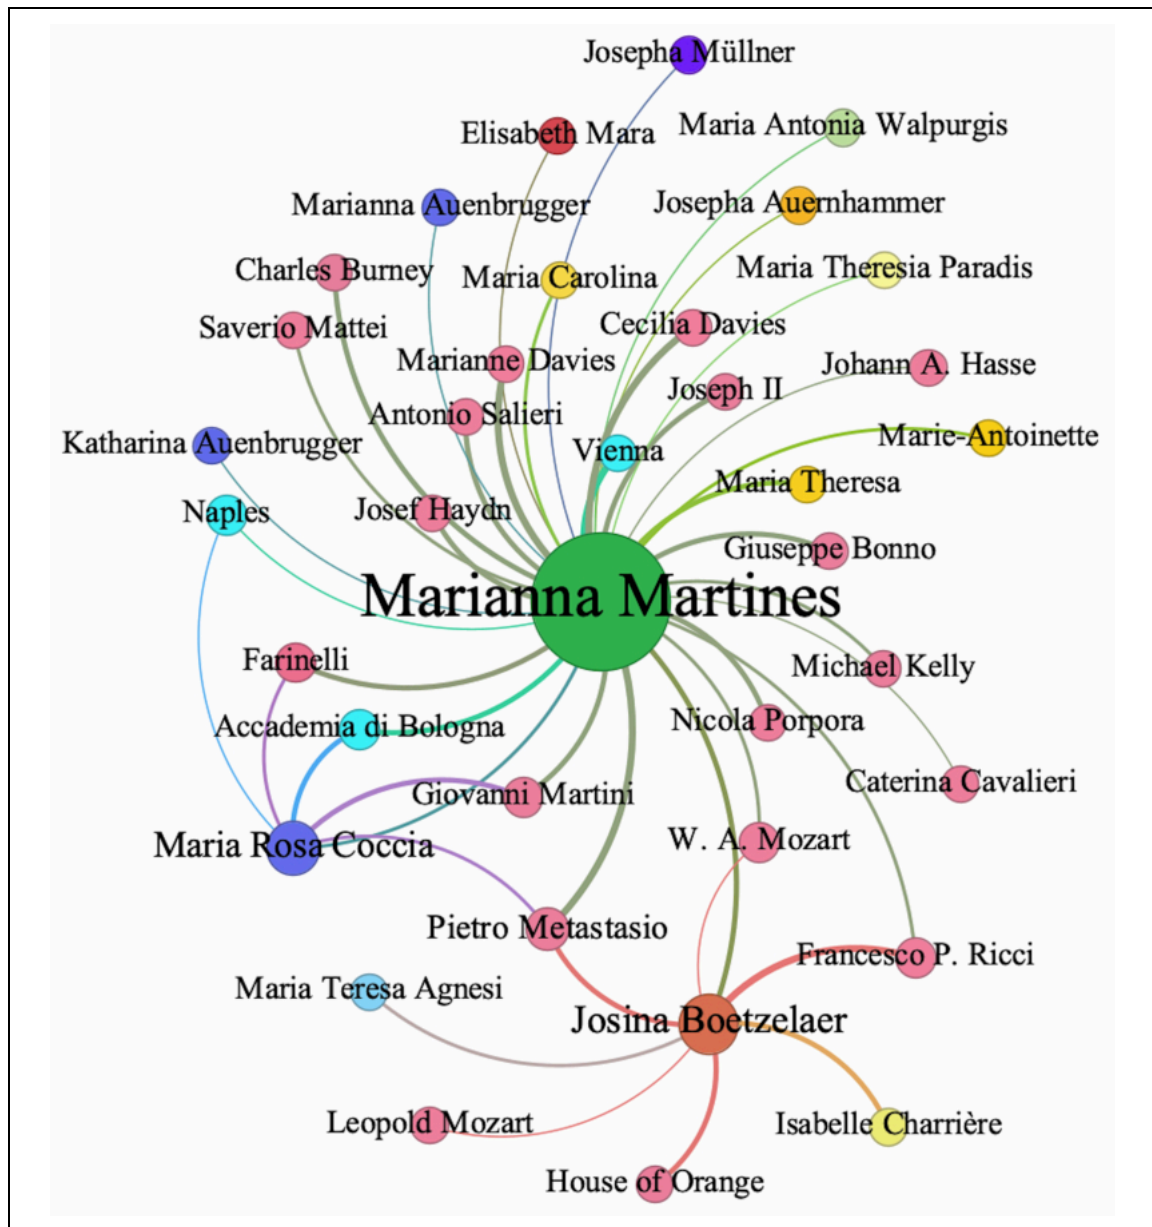 Josepha Müllner
Elisabeth Mara
Maria Antonia Walpurgis
Marianna Auenbrugger
Josepha Auernhammer
Charles Burney
Maria Carolina
Maria Theresia Paradis
Saverio Mattei
Cecilia Davies
Marianne Davies
Johann A. Hasse
Joseph II
Antonio Salieri
Katharina Auenbrugger
Vienna
Marie-Antoinette
Maria Theresa
Naples
Josef Haydn
Giuseppe Bonno
Marianna Martines
Farinelli
Michael Kelly
Accademia di Bologna
Nicola Porpora
Giovanni Martini
Caterina Cavalieri
Maria Rosa Coccia
W. A. Mozart
Pietro Metastasio
Francesco P. Ricci
Maria Teresa Agnesi
Josina Boetzelaer
Leopold Mozart
Isabelle Charrière
House of Orange